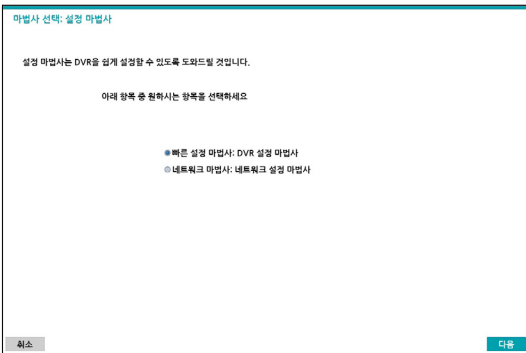 마법사 선택: 설정 마법사
설정 마법사는 DVR을 쉽게 설정할 수 있도록 도와드릴 것입니다.
아래 항목 중 원하시는 항목을 선택하세요
빠른 설정 마법사: DVR 설정 마법사
네트워크 마법사: 네트워크 설정 마법사
취소
다음